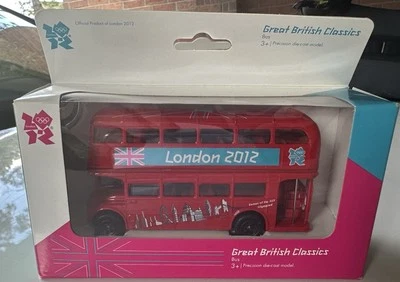 Official Product of London 2012
Great British Classics
Bus
3+ | Precision die-cast model
London 2012
Great British Classics
Bus
3+ | Precision die-cast model